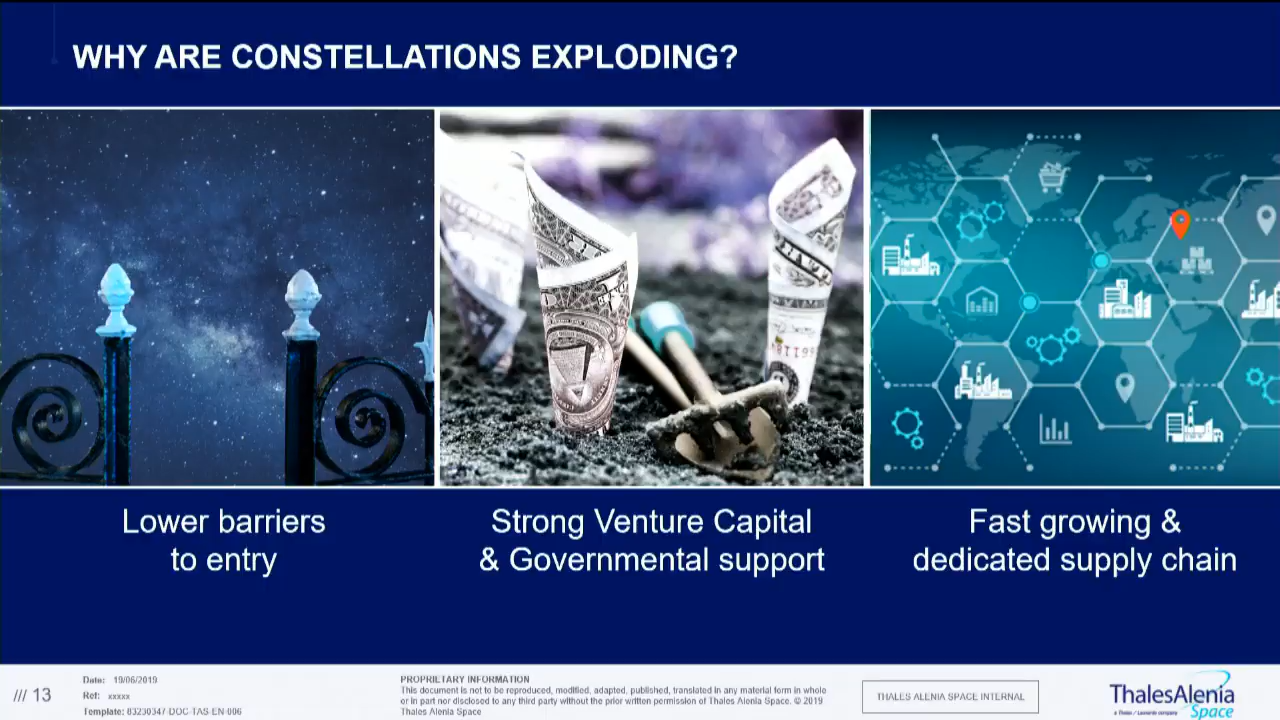 WHY ARE CONSTELLATIONS EXPLODING?
Lower barriers
to entry
Strong Venture Capital
& Governmental support
Fast growing &
dedicated supply chain
/// 13
Date: 19/06/2019
Ref: xxxxx
Template: 83230347-DOC-TAS-EN-006
PROPRIETARY INFORMATION
This document is not to be reproduced, modified, adapted, published, translated in any material form in whole
or in part nor disclosed to any third party without the prior written permission of Thales Alenia Space. © 2019
Thales Alenia Space
THALES ALENIA SPACE INTERNAL
ThalesAlenia
a Thales / Leonardo company
Space